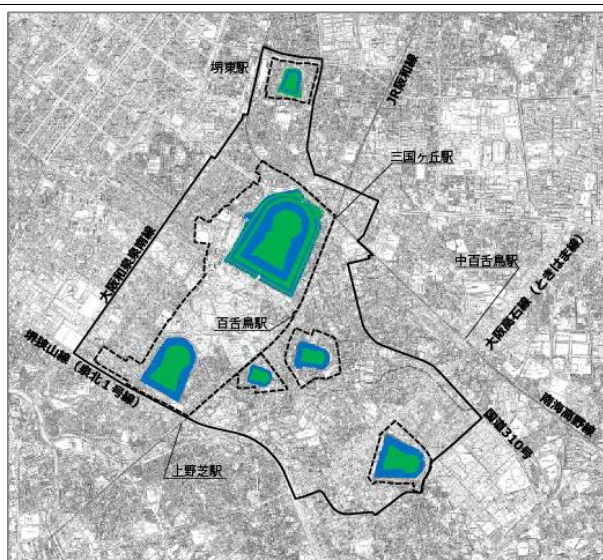 堺東駅
JR阪和線
三国ヶ丘駅
大阪和泉泉南線
中百舌鳥駅
大阪高石線（ときはま線）
百舌鳥駅
堺狭山線（泉北1号線）
南海高野線
国道310号
上野芝駅